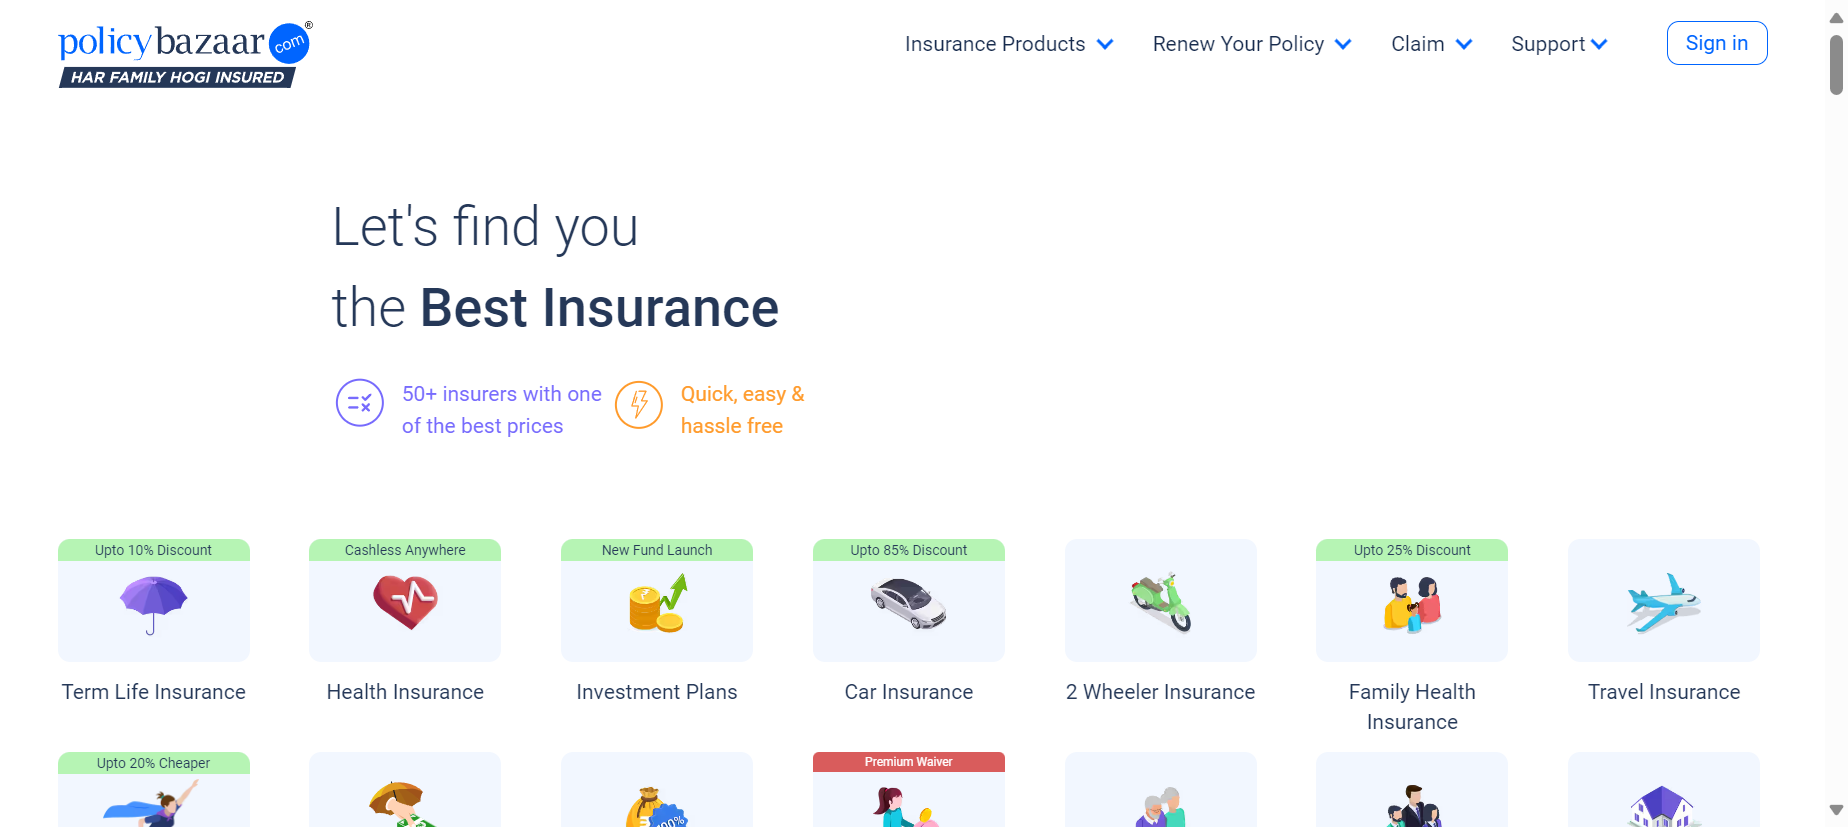 policybazaar.com®
HAR FAMILY HOGI INSURED
Insurance Products
Renew Your Policy
Claim
Support
Sign in
Let's find you
the Best Insurance
50+ insurers with one
of the best prices
Quick, easy &
hassle free
Upto 10% Discount
Term Life Insurance
Cashless Anywhere
Health Insurance
New Fund Launch
₹
Investment Plans
Upto 85% Discount
Car Insurance
2 Wheeler Insurance
Upto 25% Discount
Family Health
Insurance
Travel Insurance
Upto 20% Cheaper
100%
Premium Waiver